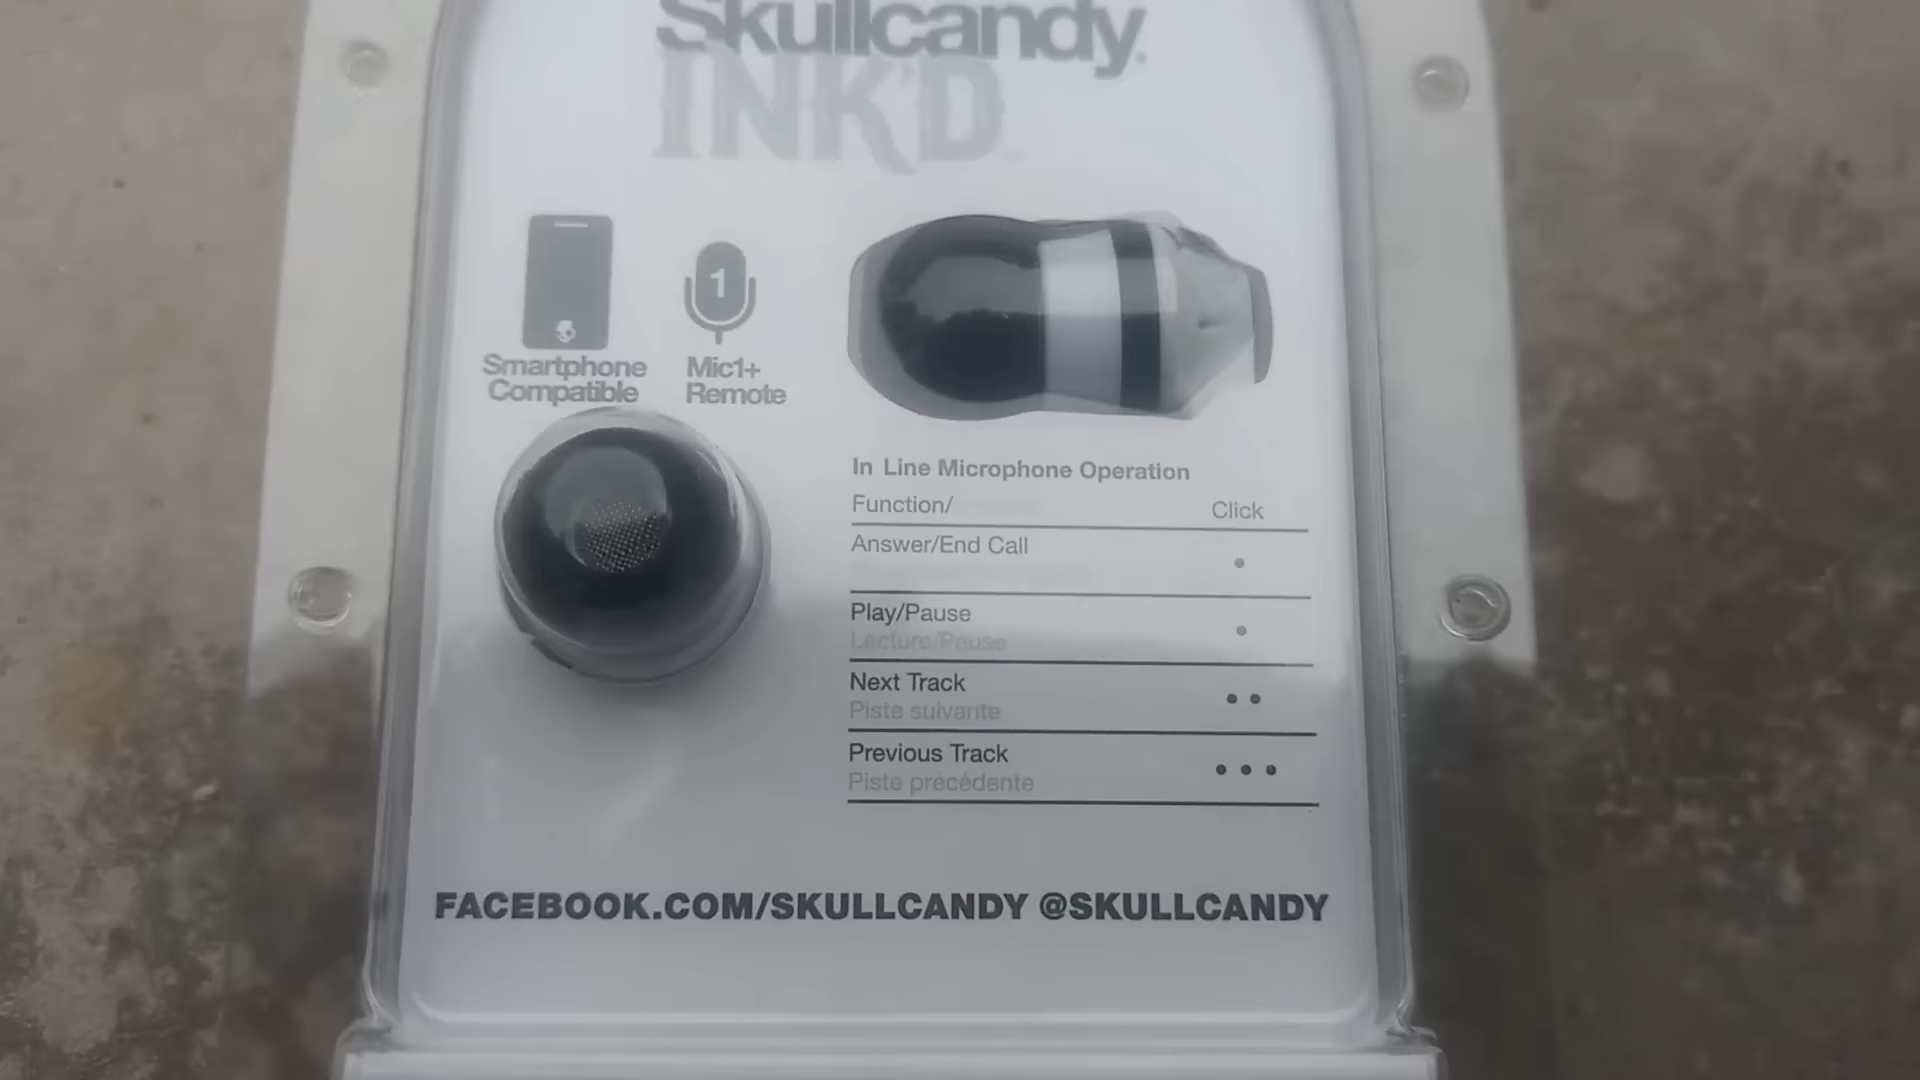 Skullcandy
INK'D
1
Smartphone
Compatible
Mic1+
Remote
In Line Microphone Operation
Function/
Click
Answer/End Call
Play/Pause
Lecture/Pause
Next Track
Piste suivante
Previous Track
Piste précédente
FACEBOOK.COM/SKULLCANDY @SKULLCANDY